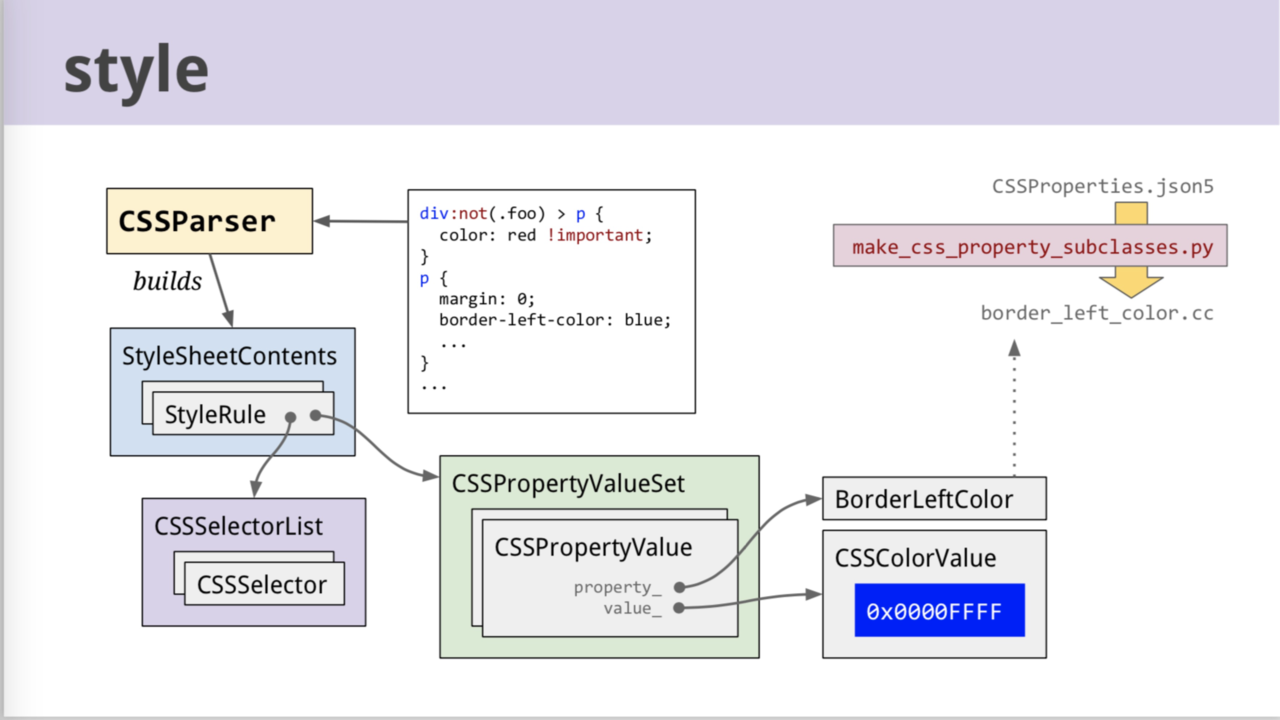 style
CSSParser
builds
div:not(.foo) > p {
  color: red !important;
}
p {
  margin: 0;
  border-left-color: blue;
  ...
}
...
CSSProperties.json5
make_css_property_subclasses.py
border_left_color.cc
StyleSheetContents
StyleRule
CSSSelectorList
CSSSelector
CSSPropertyValueSet
CSSPropertyValue
property_
value_
BorderLeftColor
CSSColorValue
0x0000FFFF